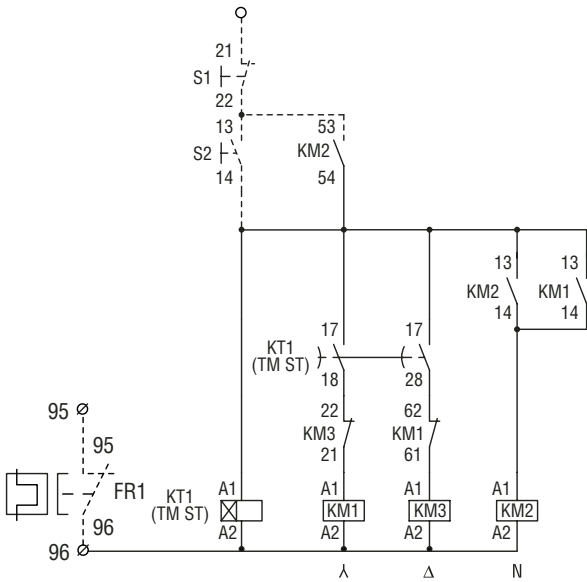 21
S1
22
13
S2
14
53
KM2
54
13
KM2
14
13
KM1
14
KT1
(TM ST)
17
18
17
28
22
KM3
21
62
KM1
61
95
95
FR1
96
96
KT1
(TM ST)
A1
A2
A1
KM1
A2
A1
KM3
A2
A1
KM2
A2
⅄
Δ
N